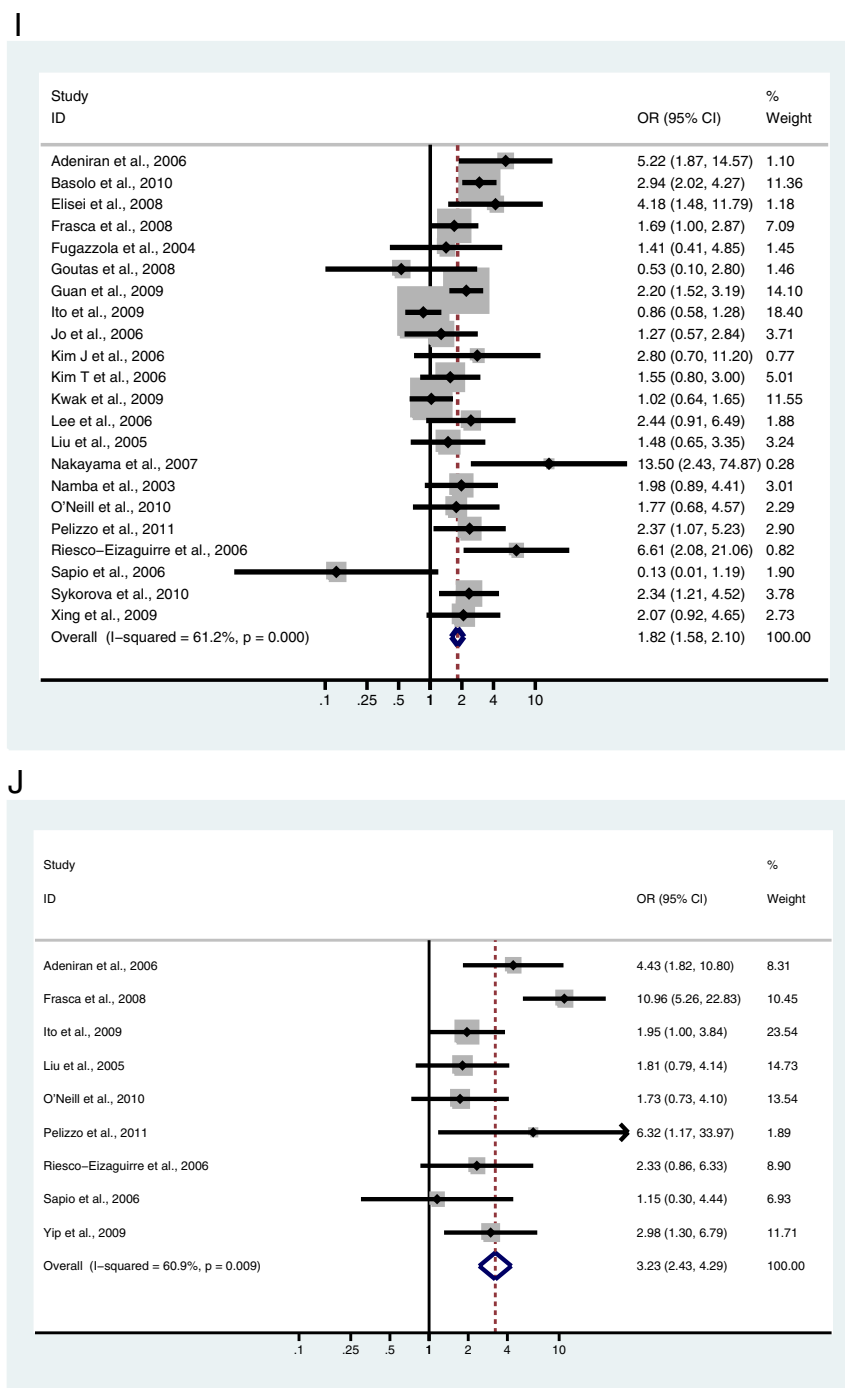 I
Study %
ID OR (95% CI) Weight
Adeniran et al., 2006 5.22 (1.87, 14.57) 1.10
Basolo et al., 2010 2.94 (2.02, 4.27) 11.36
Elisei et al., 2008 4.18 (1.48, 11.79) 1.18
Frasca et al., 2008 1.69 (1.00, 2.87) 7.09
Fugazzola et al., 2004 1.41 (0.41, 4.85) 1.45
Goutas et al., 2008 0.53 (0.10, 2.80) 1.46
Guan et al., 2009 2.20 (1.52, 3.19) 14.10
Ito et al., 2009 0.86 (0.58, 1.28) 18.40
Jo et al., 2006 1.27 (0.57, 2.84) 3.71
Kim J et al., 2006 2.80 (0.70, 11.20) 0.77
Kim T et al., 2006 1.55 (0.80, 3.00) 5.01
Kwak et al., 2009 1.02 (0.64, 1.65) 11.55
Lee et al., 2006 2.44 (0.91, 6.49) 1.88
Liu et al., 2005 1.48 (0.65, 3.35) 3.24
Nakayama et al., 2007 13.50 (2.43, 74.87) 0.28
Namba et al., 2003 1.98 (0.89, 4.41) 3.01
O'Neill et al., 2010 1.77 (0.68, 4.57) 2.29
Pelizzo et al., 2011 2.37 (1.07, 5.23) 2.90
Riesco−Eizaguirre et al., 2006 6.61 (2.08, 21.06) 0.82
Sapio et al., 2006 0.13 (0.01, 1.19) 1.90
Sykorova et al., 2010 2.34 (1.21, 4.52) 3.78
Xing et al., 2009 2.07 (0.92, 4.65) 2.73
Overall (I−squared = 61.2%, p = 0.000) 1.82 (1.58, 2.10) 100.00
.1 .25 .5 1 2 4 10
J
Study %
ID OR (95% CI) Weight
Adeniran et al., 2006 4.43 (1.82, 10.80) 8.31
Frasca et al., 2008 10.96 (5.26, 22.83) 10.45
Ito et al., 2009 1.95 (1.00, 3.84) 23.54
Liu et al., 2005 1.81 (0.79, 4.14) 14.73
O'Neill et al., 2010 1.73 (0.73, 4.10) 13.54
Pelizzo et al., 2011 6.32 (1.17, 33.97) 1.89
Riesco−Eizaguirre et al., 2006 2.33 (0.86, 6.33) 8.90
Sapio et al., 2006 1.15 (0.30, 4.44) 6.93
Yip et al., 2009 2.98 (1.30, 6.79) 11.71
Overall (I−squared = 60.9%, p = 0.009) 3.23 (2.43, 4.29) 100.00
.1 .25 .5 1 2 4 10